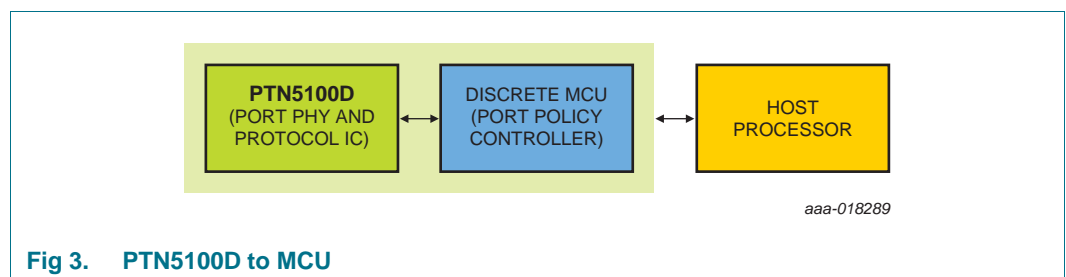 PTN5100D
(PORT PHY AND
PROTOCOL IC)
DISCRETE MCU
(PORT POLICY
CONTROLLER)
HOST
PROCESSOR
aaa-018289
Fig 3. PTN5100D to MCU